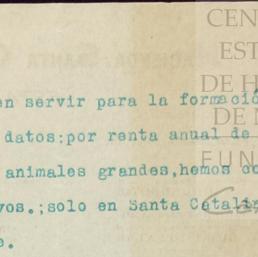 CEN
EST
DE H
DE M
FUN
en servir para la formació
datos:por renta anual de
animales grandes,hemos co
vos.;solo en Santa Catali
e.